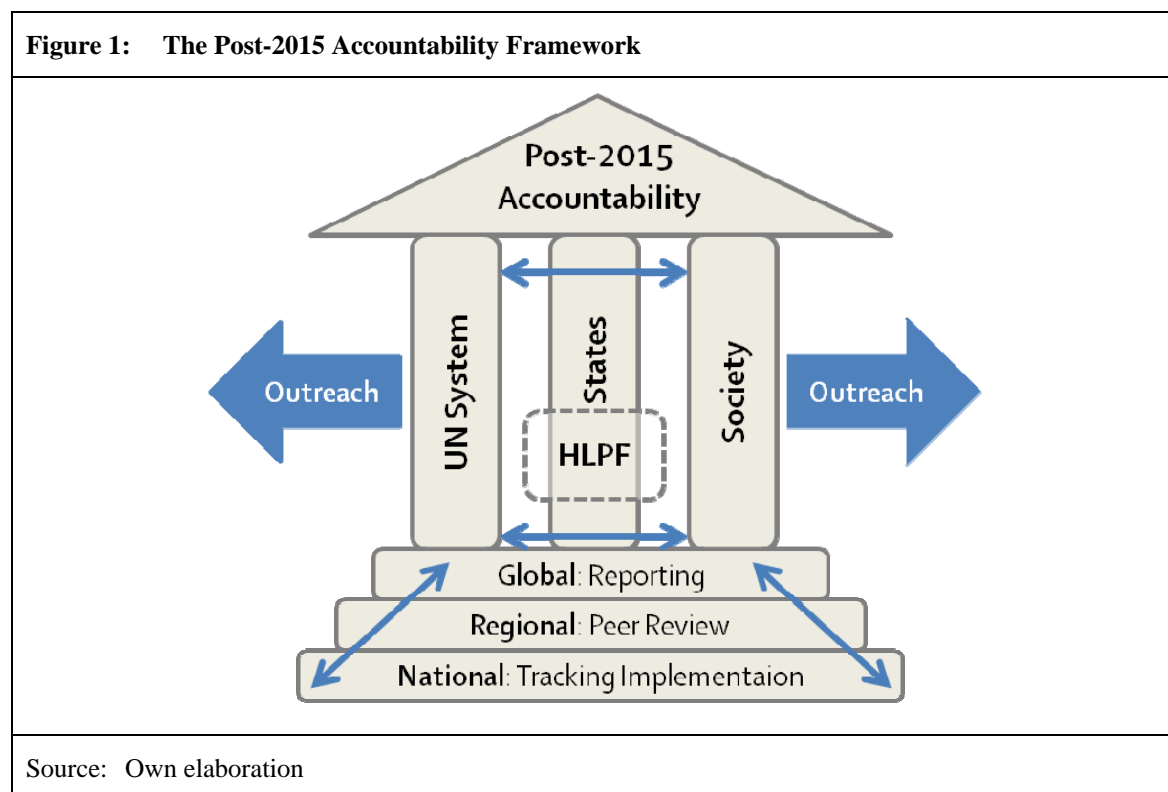 Figure 1: The Post-2015 Accountability Framework
Post-2015
Accountability
UN System
States
Society
Outreach
Outreach
HLPF
Global: Reporting
Regional: Peer Review
National: Tracking Implementaion
Source: Own elaboration